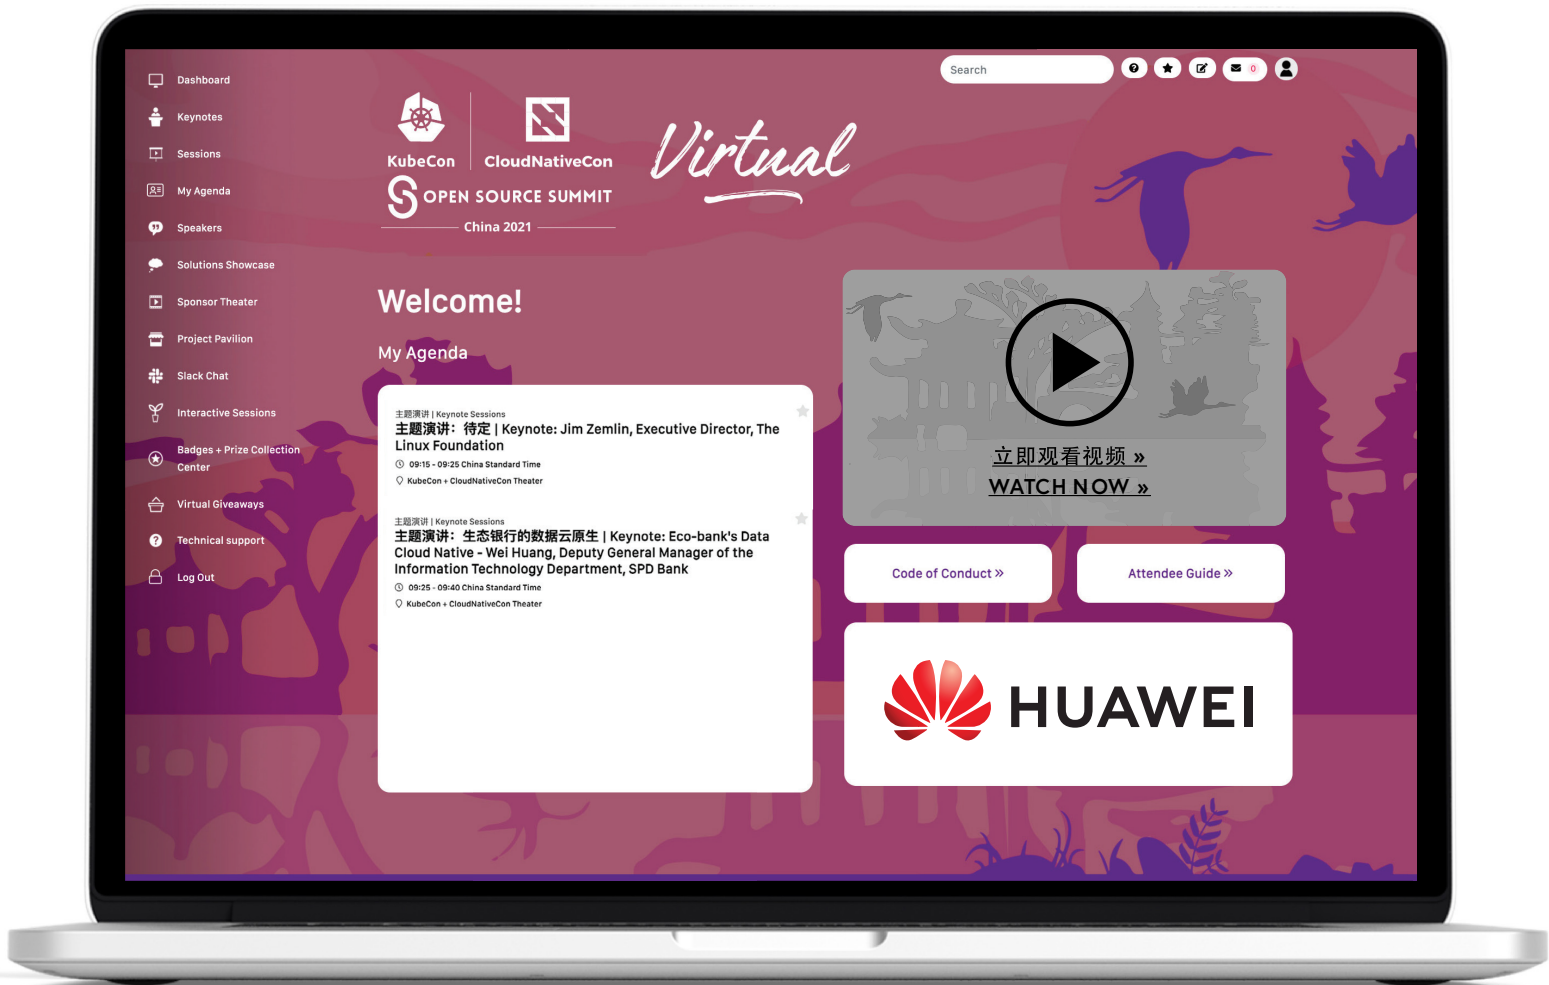 Dashboard
Keynotes
Sessions
My Agenda
Speakers
Solutions Showcase
Sponsor Theater
Project Pavilion
Slack Chat
Interactive Sessions
Badges + Prize Collection
Center
Virtual Giveaways
Technical support
Log Out
Search
0
KubeCon
CloudNativeCon
OPEN SOURCE SUMMIT
China 2021
Virtual
Welcome!
My Agenda
主题演讲 | Keynote Sessions
主题演讲：待定 | Keynote: Jim Zemlin, Executive Director, The
Linux Foundation
09:15 - 09:25 China Standard Time
KubeCon + CloudNativeCon Theater
主题演讲 | Keynote Sessions
主题演讲：生态银行的数据云原生 | Keynote: Eco-bank's Data
Cloud Native - Wei Huang, Deputy General Manager of the
Information Technology Department, SPD Bank
09:25 - 09:40 China Standard Time
KubeCon + CloudNativeCon Theater
立即观看视频 »
WATCH NOW »
Code of Conduct »
Attendee Guide »
HUAWEI